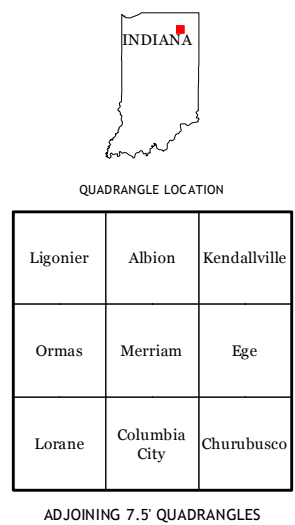 INDIANA
QUADRANGLE LOCATION
Ligonier Albion Kendallville
Ormas Merriam Ege
Lorane Columbia City Churubusco
ADJOINING 7.5' QUADRANGLES